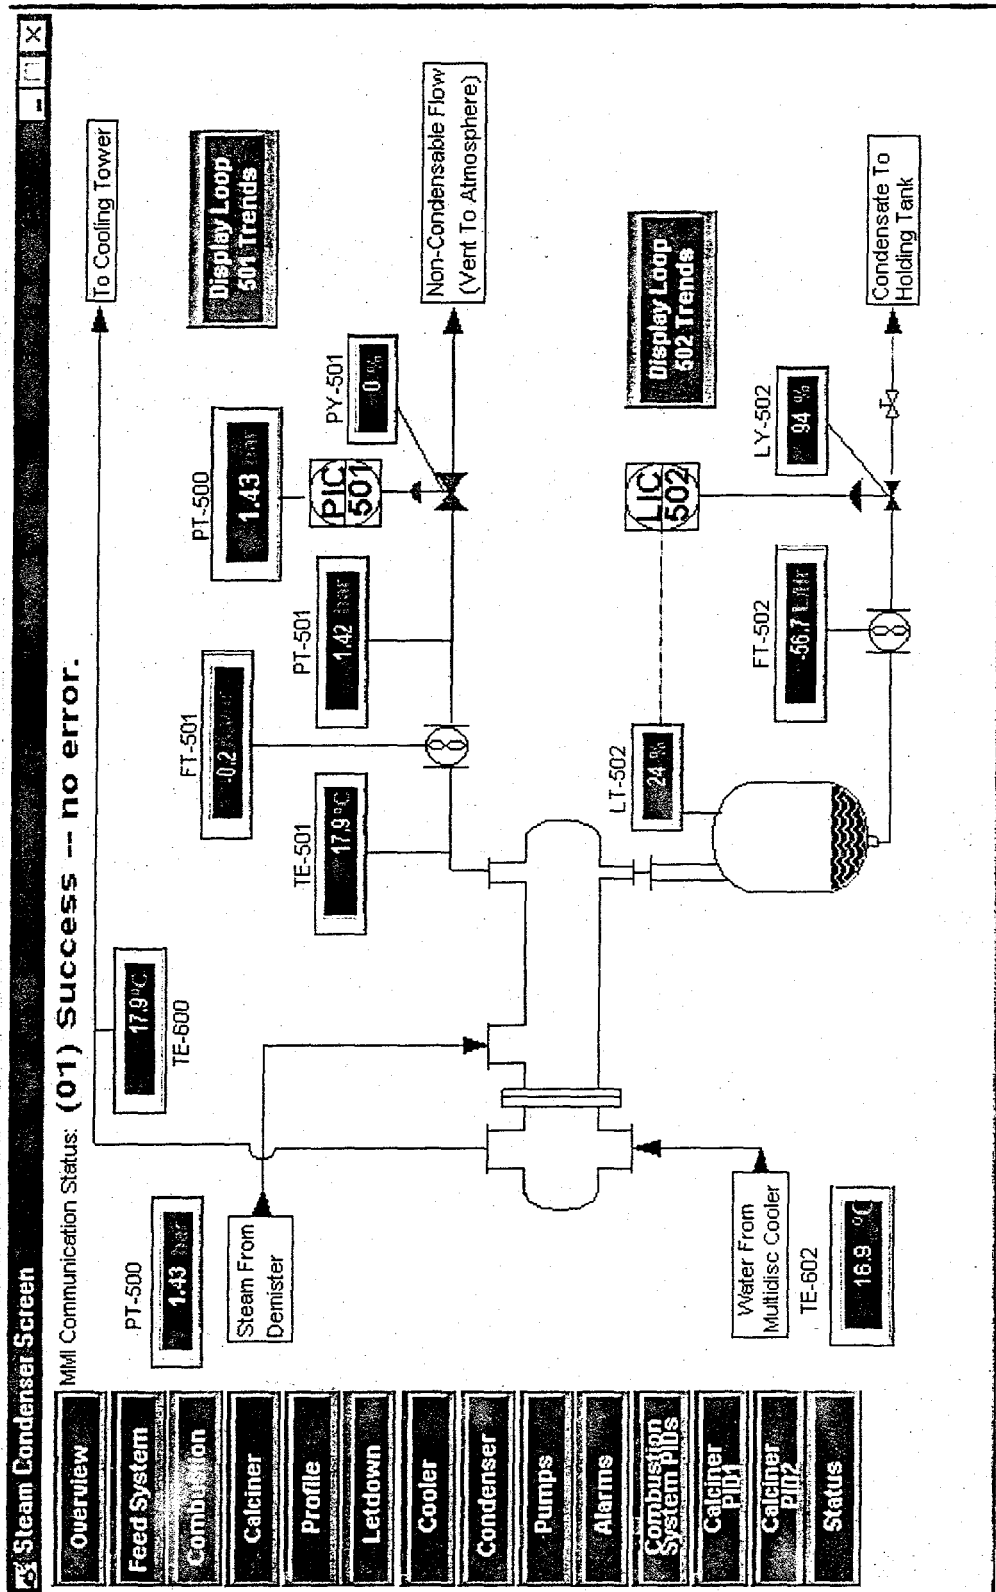 Steam Condenser Screen
MMI Communication Status: (01) Success -- no error.
Overview
Feed System
Combustion
Calciner
Profile
Letdown
Cooler
Condenser
Pumps
Alarms
Combustion
System PIDs
Calciner
PID1
Calciner
PID2
Status
To Cooling Tower
17.9°C
TE-600
PT-500
1.43 bar
Steam From
Demister
Water From
Multidisc Cooler
TE-602
16.9 °C
TE-501
17.9°C
FT-501
-0.2
PT-501
1.42 bar
PT-500
1.43 bar
PIC
501
PY-501
0 %
Display Loop
501 Trends
Non-Condensable Flow
(Vent To Atmosphere)
LT-502
24 %
LIC
502
Display Loop
502 Trends
FT-502
-56.7 L/Hr
LY-502
94 %
Condensate To
Holding Tank